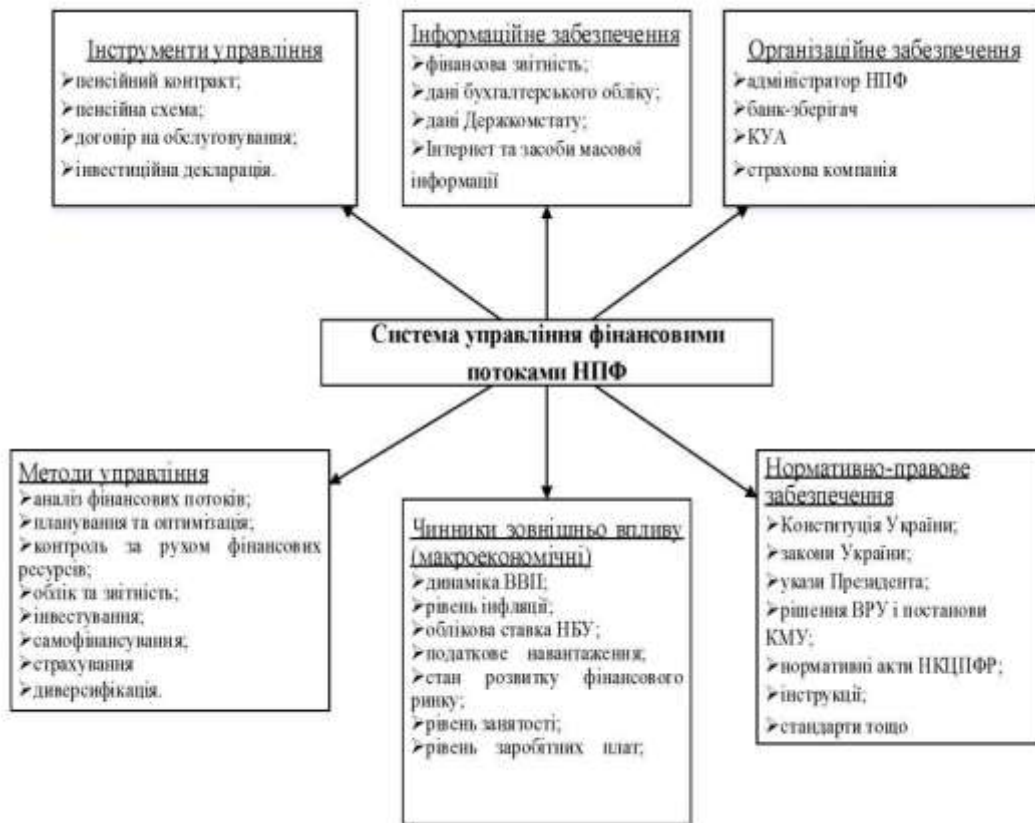 Інструменти управління
➢пенсійний контракт;
➢пенсійна схема;
➢договір на обслуговування;
➢інвестиційна декларація.
Інформаційне забезпечення
➢фінансова звітність;
➢дані бухгалтерського обліку;
➢дані Держкомстату;
➢Інтернет та засоби масової
інформації
Організаційне забезпечення
➢адміністратор НПФ
➢банк-зберігач
➢КУА
➢страхова компанія
Система управління фінансовими
потоками НПФ
Методи управління
➢аналіз фінансових потоків;
➢планування та оптимізація;
➢контроль за рухом фінансових
ресурсів;
➢облік та звітність;
➢інвестування;
➢самофінансування;
➢страхування
➢диверсифікація.
Чинники зовнішньо впливу
(макроекономічні)
➢динаміка ВВП;
➢рівень інфляції;
➢облікова ставка НБУ;
➢податкове навантаження;
➢стан розвитку фінансового
ринку;
➢рівень занятості;
➢рівень заробітних плат;
Нормативно-правове
забезпечення
➢Конституція України;
➢закони України;
➢укази Президента;
➢рішення ВРУ і постанови
КМУ;
➢нормативні акти НКЦПФР;
➢інструкції;
➢стандарти тощо